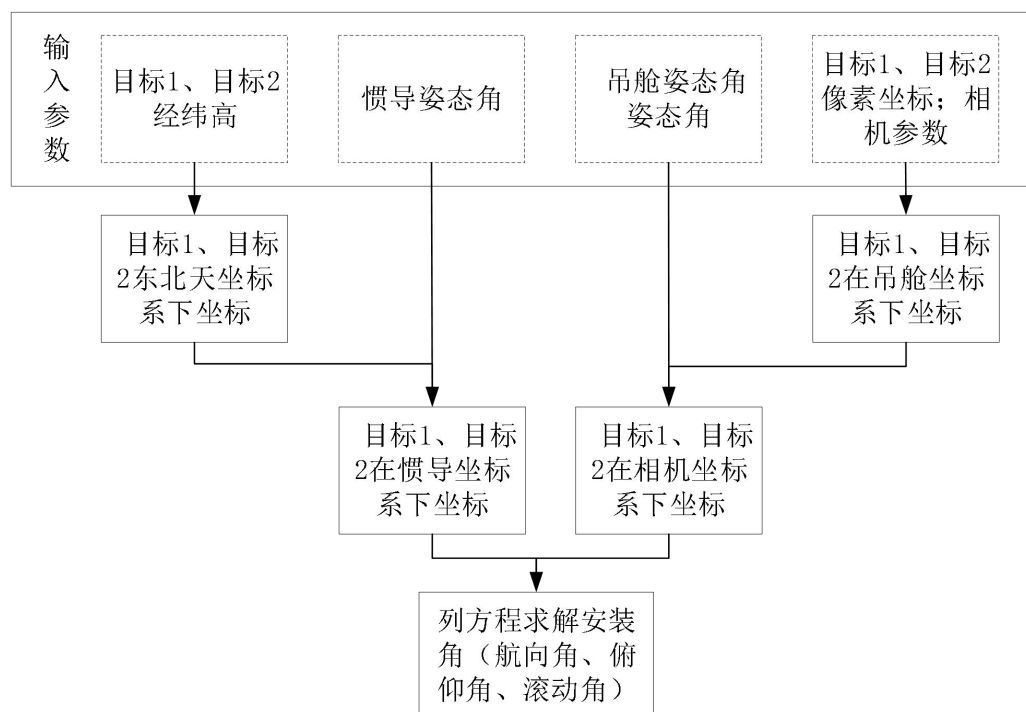 输入参数
目标1、目标2
经纬高
惯导姿态角
吊舱姿态角
姿态角
目标1、目标2
像素坐标；相
机参数
目标1、目标
2东北天坐标
系下坐标
目标1、目标
2在吊舱坐标
系下坐标
目标1、目标
2在惯导坐标
系下坐标
目标1、目标
2在相机坐标
系下坐标
列方程求解安装
角（航向角、俯
仰角、滚动角）